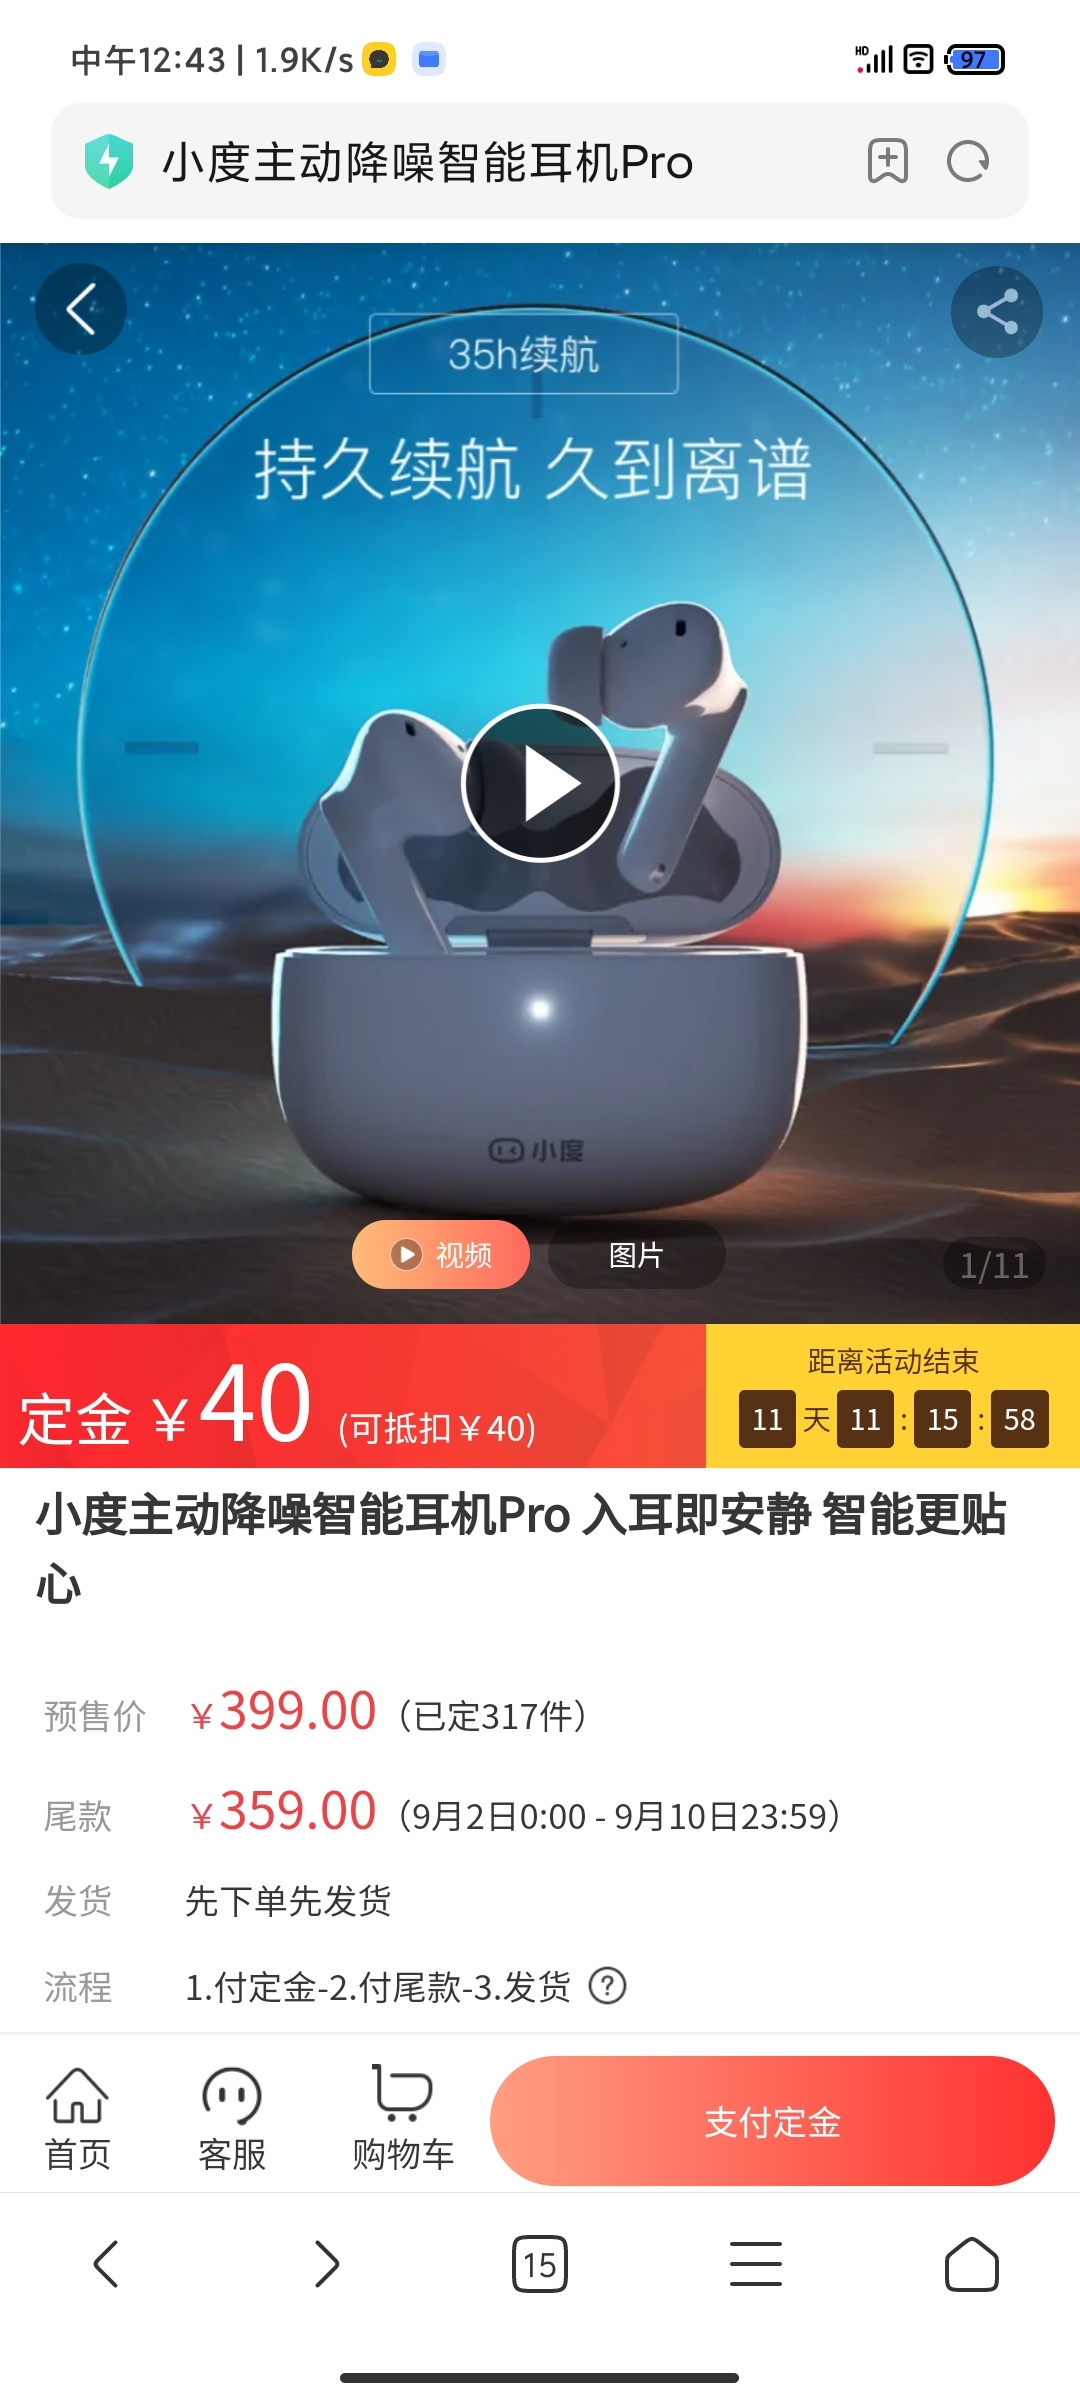 中午12:43 | 1.9K/s
HD
97
小度主动降噪智能耳机Pro
35h续航
持久续航 久到离谱
小度
视频
图片
1/11
定金 ￥40 (可抵扣￥40)
距离活动结束
11 天 11 : 15 : 58
小度主动降噪智能耳机Pro 入耳即安静 智能更贴
心
预售价 ￥399.00（已定317件）
尾款 ￥359.00（9月2日0:00 - 9月10日23:59）
发货 先下单先发货
流程 1.付定金-2.付尾款-3.发货 ?
首页
客服
购物车
支付定金
15